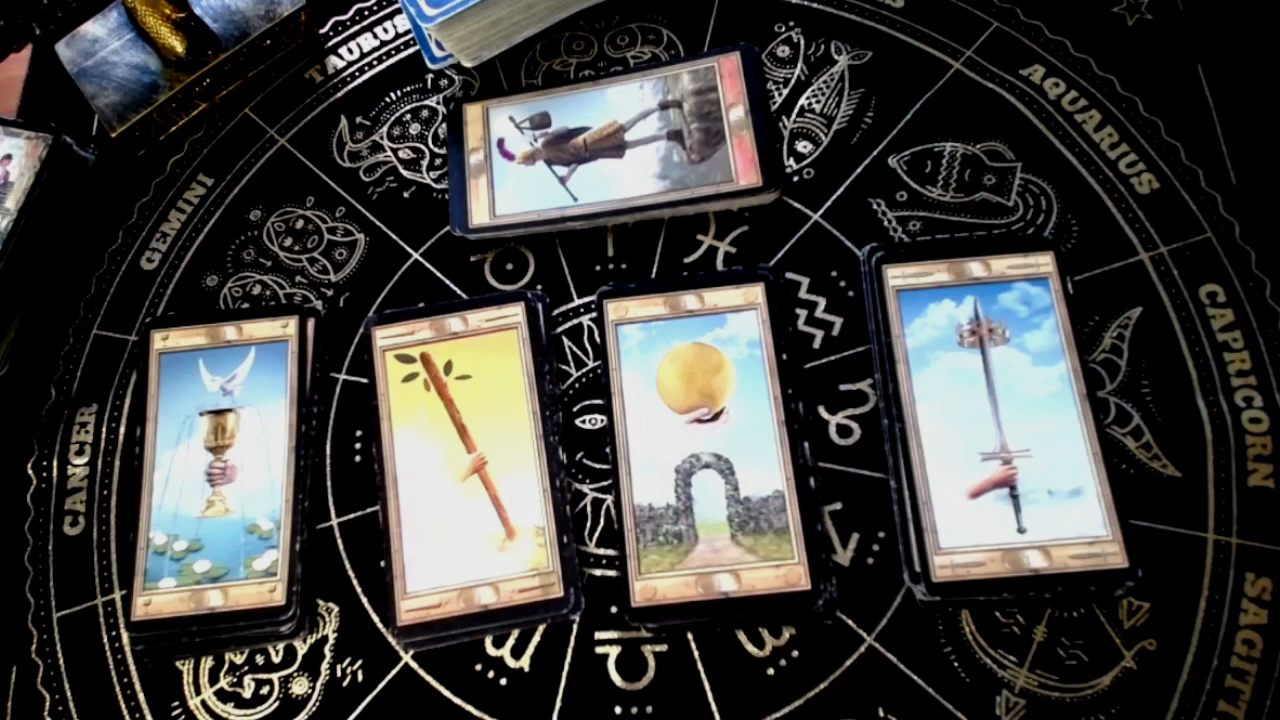 TAURUS
AQUARIUS
GEMINI
CAPRICORN
CANCER
SAGITT